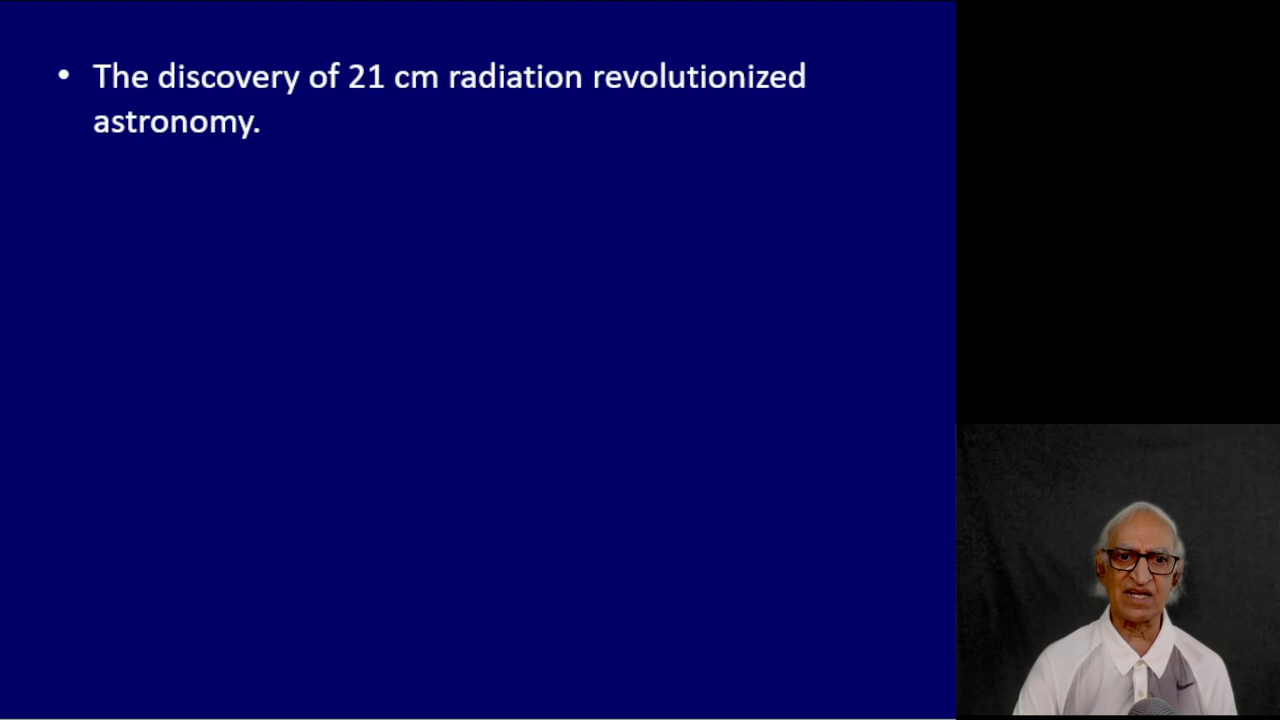 • The discovery of 21 cm radiation revolutionized
astronomy.